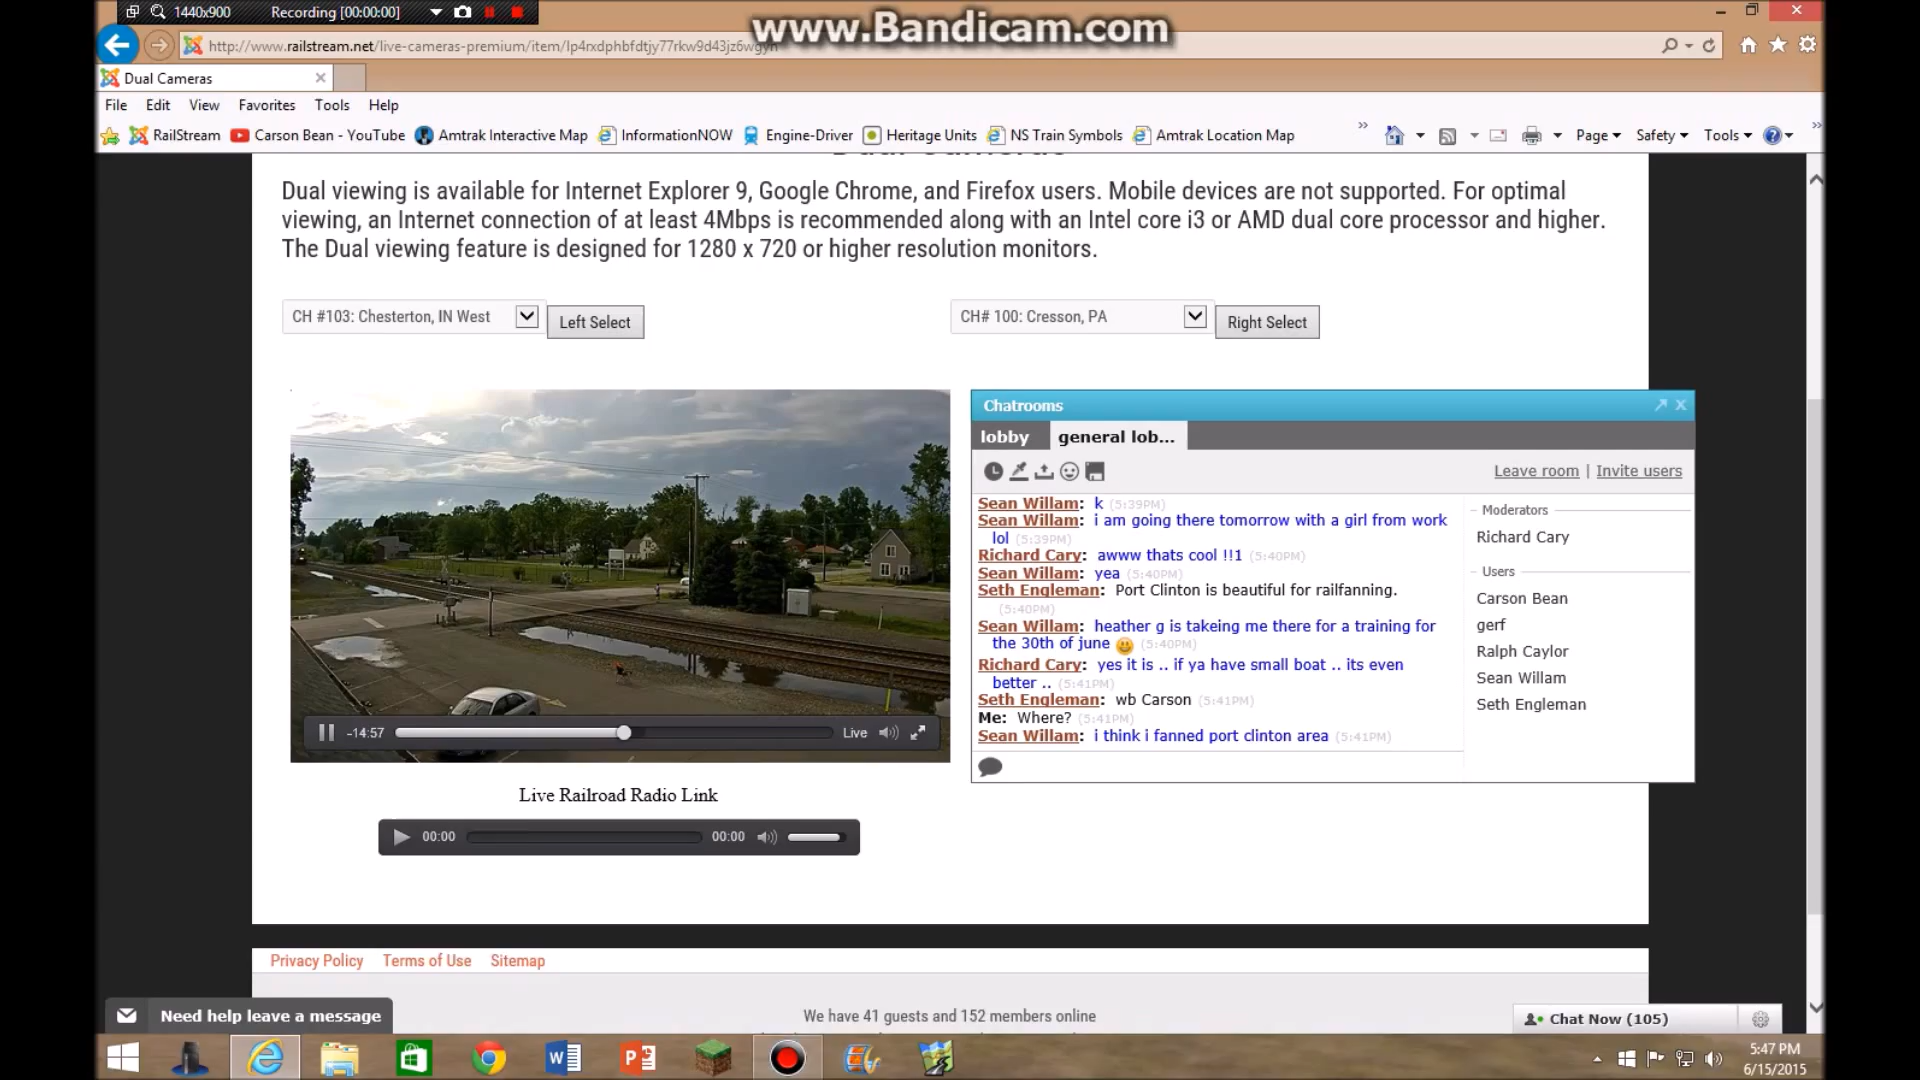 1440x900 Recording [00:00:00]
www.Bandicam.com
http://www.railstream.net/live-cameras-premium/item/lp4rxdphbfdtjy77rkw9d43jz6wgyn
Dual Cameras
File Edit View Favorites Tools Help
RailStream Carson Bean - YouTube Amtrak Interactive Map InformationNOW Engine-Driver Heritage Units NS Train Symbols Amtrak Location Map Page Safety Tools
Dual Cameras
Dual viewing is available for Internet Explorer 9, Google Chrome, and Firefox users. Mobile devices are not supported. For optimal
viewing, an Internet connection of at least 4Mbps is recommended along with an Intel core i3 or AMD dual core processor and higher.
The Dual viewing feature is designed for 1280 x 720 or higher resolution monitors.
CH #103: Chesterton, IN West Left Select
CH# 100: Cresson, PA Right Select
Chatrooms
lobby general lob...
Leave room | Invite users
Sean Willam: k (5:39PM)
Sean Willam: i am going there tomorrow with a girl from work
lol (5:39PM)
Richard Cary: awww thats cool !!1 (5:40PM)
Sean Willam: yea (5:40PM)
Seth Engleman: Port Clinton is beautiful for railfanning.
(5:40PM)
Sean Willam: heather g is takeing me there for a training for
the 30th of june (5:40PM)
Richard Cary: yes it is .. if ya have small boat .. its even
better .. (5:41PM)
Seth Engleman: wb Carson (5:41PM)
Me: Where? (5:41PM)
Sean Willam: i think i fanned port clinton area (5:41PM)
Moderators
Richard Cary
Users
Carson Bean
gerf
Ralph Caylor
Sean Willam
Seth Engleman
-14:57 Live
Live Railroad Radio Link
00:00 00:00
Privacy Policy Terms of Use Sitemap
Need help leave a message
We have 41 guests and 152 members online
Chat Now (105)
5:47 PM
6/15/2015